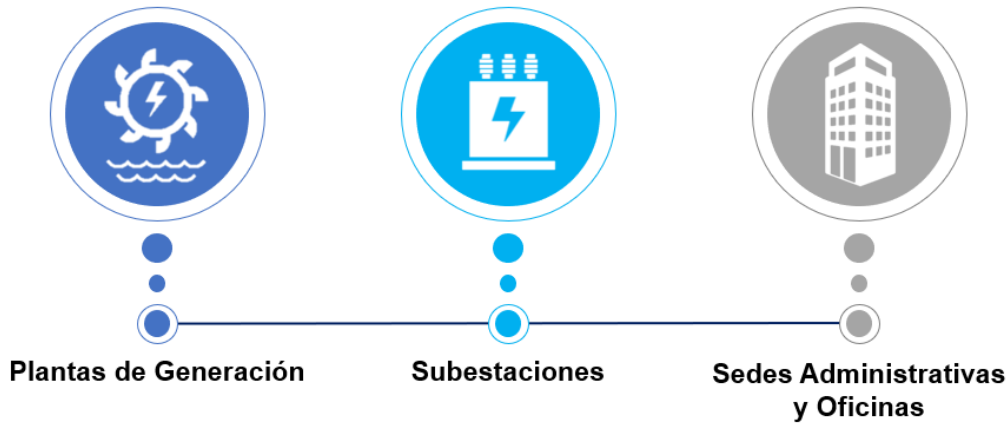 Plantas de Generación
Subestaciones
Sedes Administrativas
y Oficinas